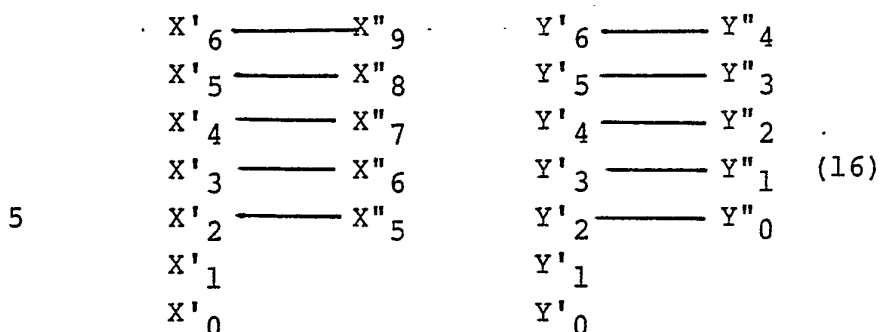 X'6 X"9 Y'6 Y"4
X'5 X"8 Y'5 Y"3
X'4 X"7 Y'4 Y"2
X'3 X"6 Y'3 Y"1 (16)
5 X'2 X"5 Y'2 Y"0
X'1 Y'1
X'0 Y'0